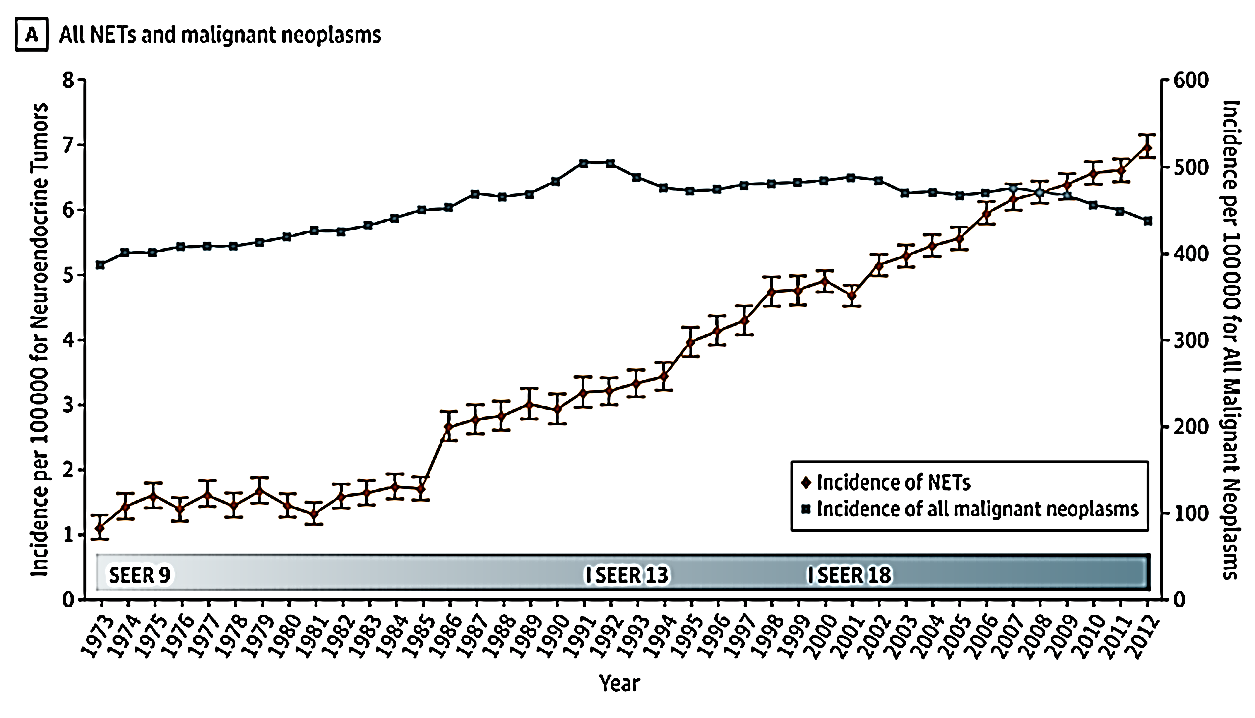 A All NETs and malignant neoplasms
Incidence per 100000 for Neuroendocrine Tumors
8
7
6
5
4
3
2
1
0
600
500
400
300
200
100
0
Incidence per 100000 for All Malignant Neoplasms
Incidence of NETs
Incidence of all malignant neoplasms
SEER 9 SEER 13 SEER 18
1973 1974 1975 1976 1977 1978 1979 1980 1981 1982 1983 1984 1985 1986 1987 1988 1989 1990 1991 1992 1993 1994 1995 1996 1997 1998 1999 2000 2001 2002 2003 2004 2005 2006 2007 2008 2009 2010 2011 2012
Year